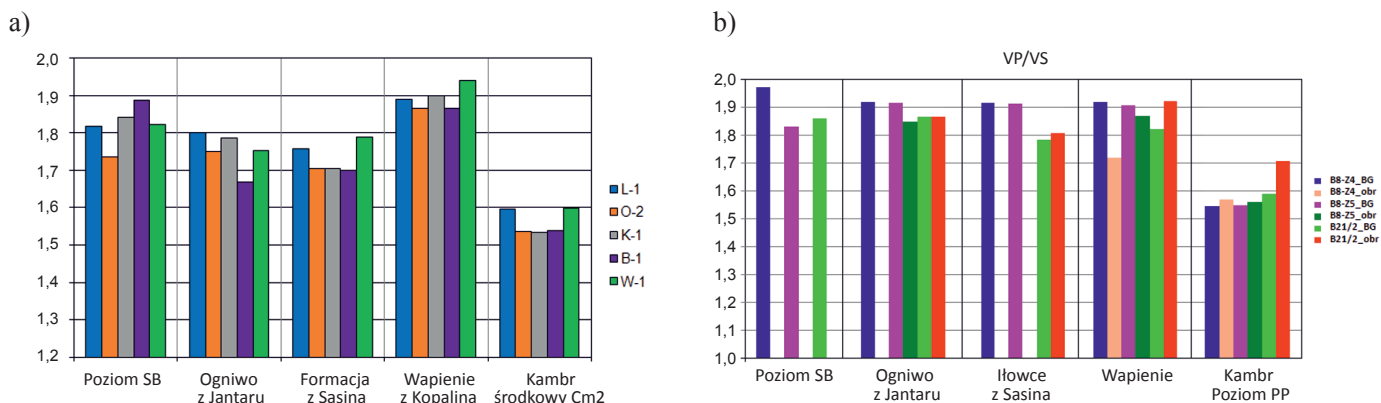 a)
2,0
1,9
1,8
1,7
1,6
1,5
1,4
1,3
1,2
Poziom SB
Ogniwo
z Jantaru
Formacja
z Sasina
Wapienie
z Kopalina
Kambr
środkowy Cm2
L-1
O-2
K-1
B-1
W-1
b)
VP/VS
2,0
1,9
1,8
1,7
1,6
1,5
1,4
1,3
1,2
1,1
1,0
Poziom SB
Ogniwo
z Jantaru
Iłowce
z Sasina
Wapienie
Kambr
Poziom PP
B8-Z4_BG
B8-Z4_obr
B8-Z5_BG
B8-Z5_obr
B21/2_BG
B21/2_obr